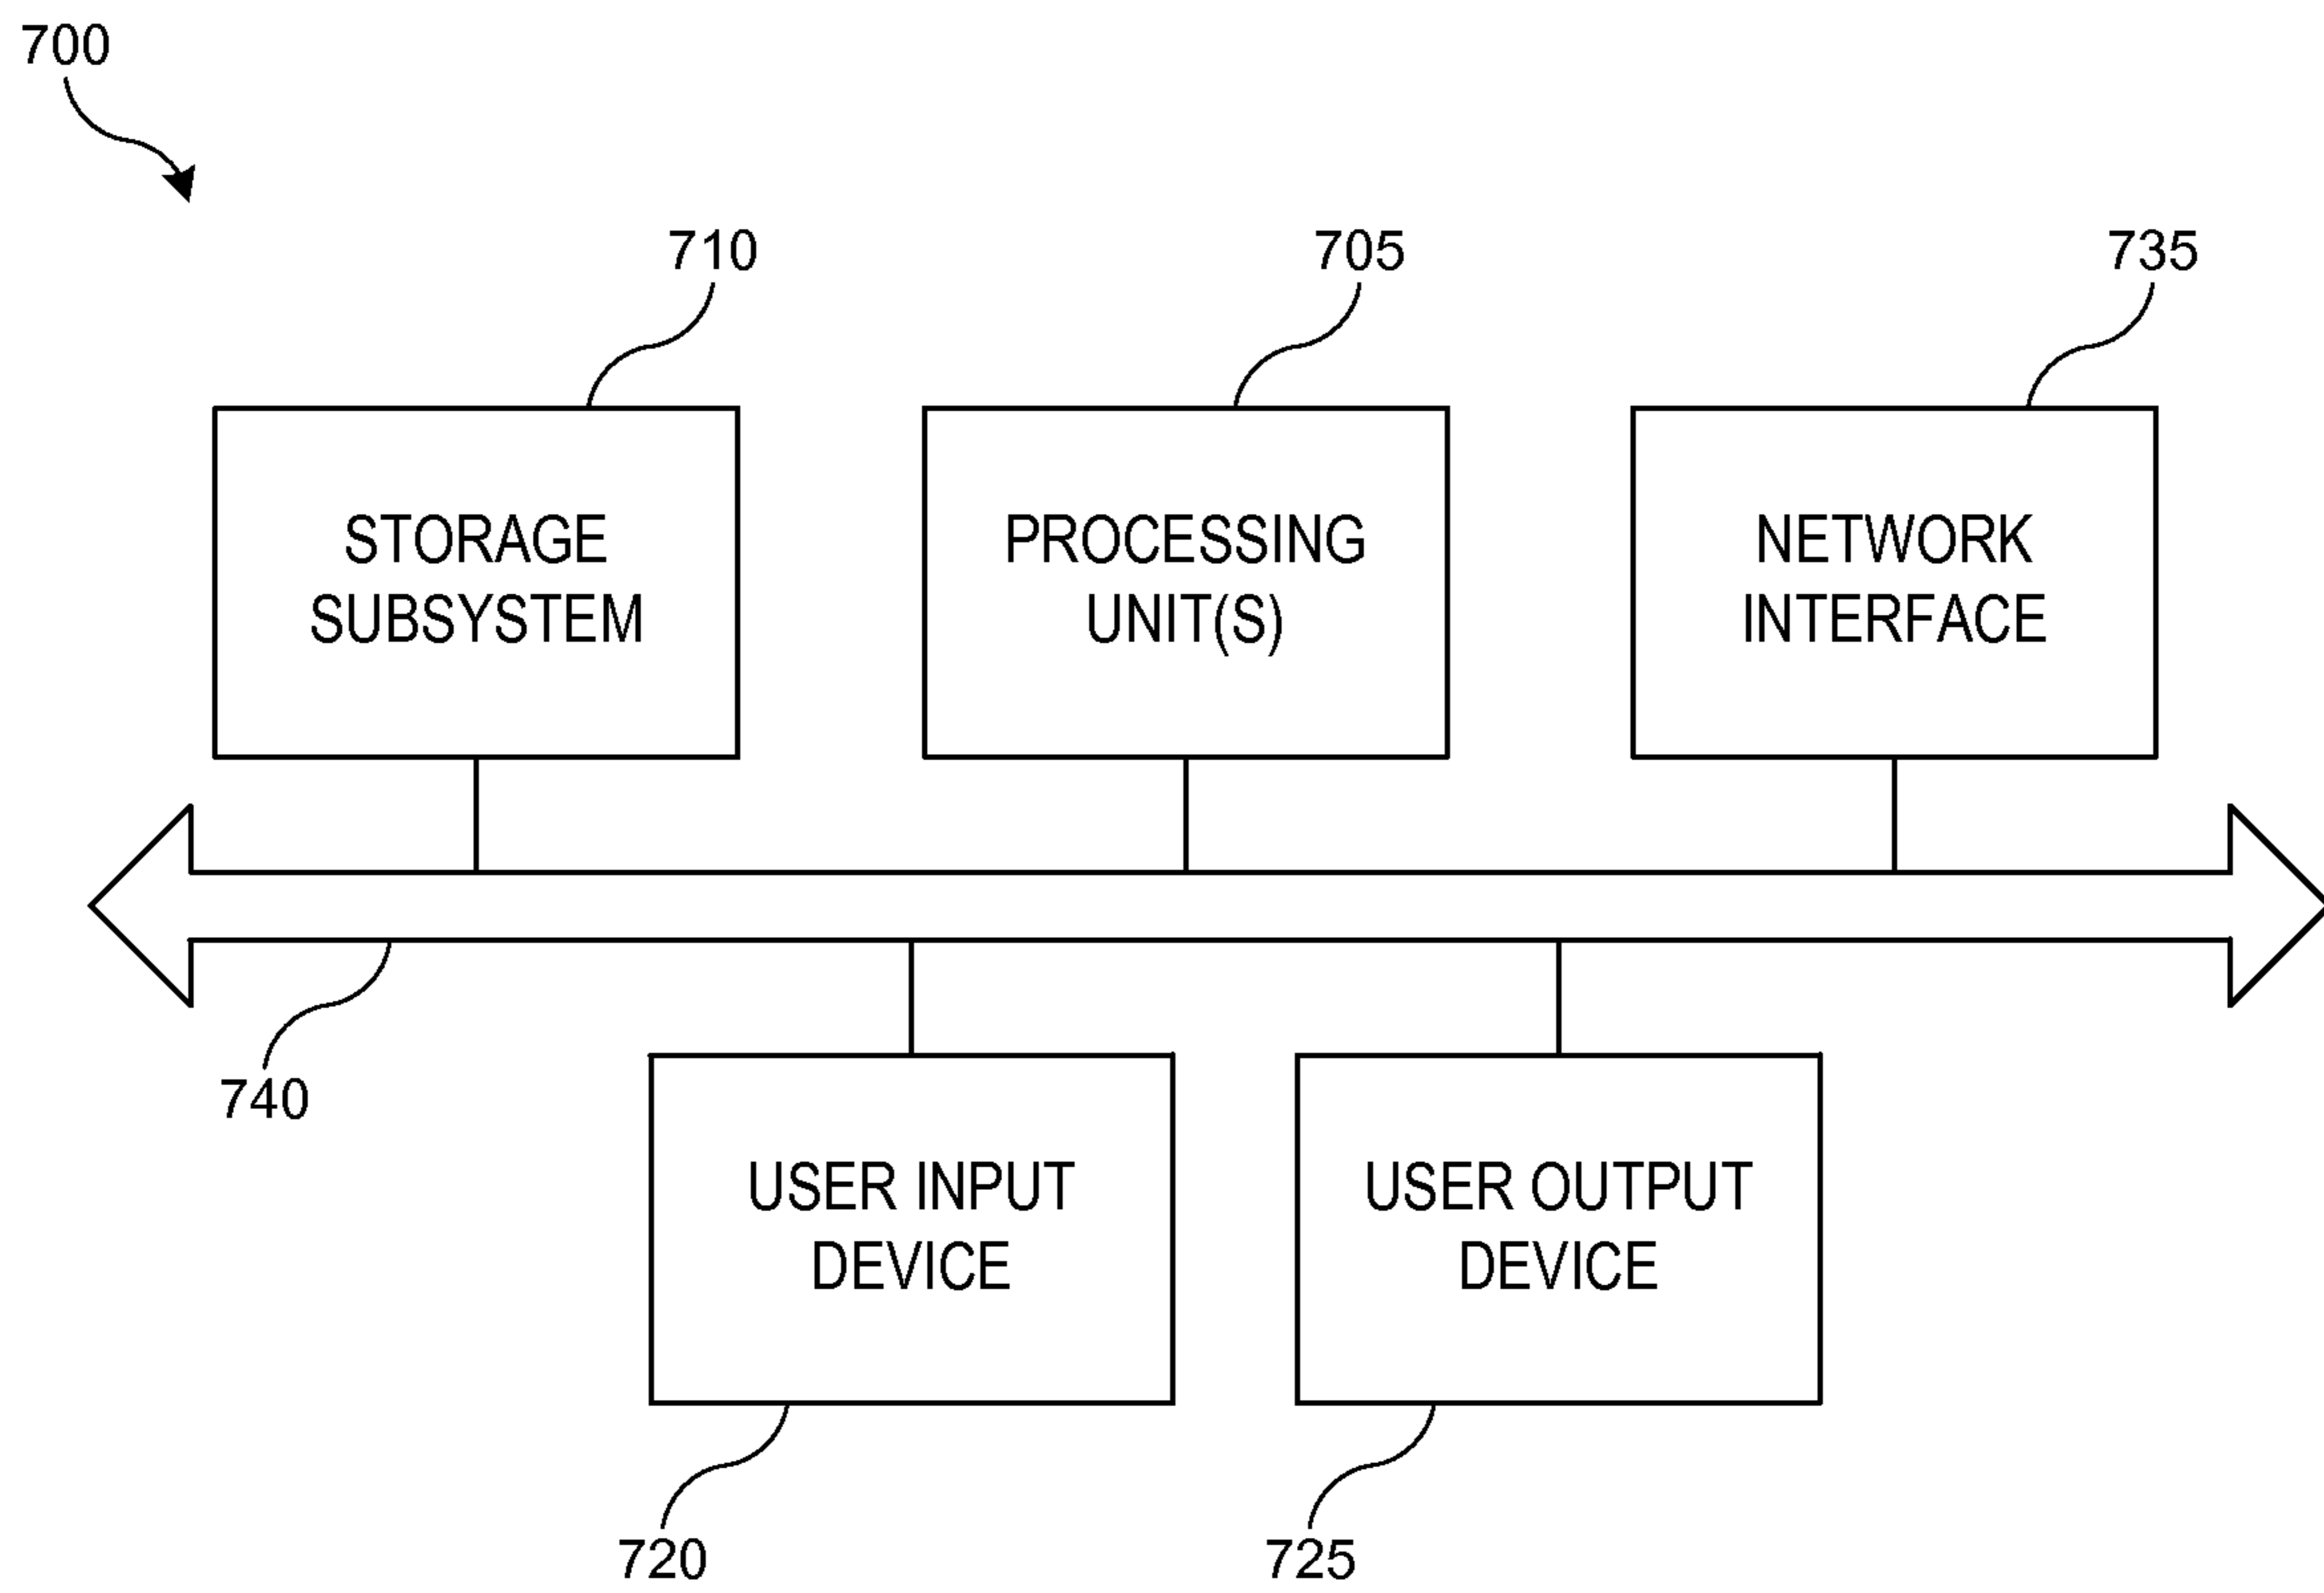 700
710
705
735
STORAGE
SUBSYSTEM
PROCESSING
UNIT(S)
NETWORK
INTERFACE
740
USER INPUT
DEVICE
USER OUTPUT
DEVICE
720
725